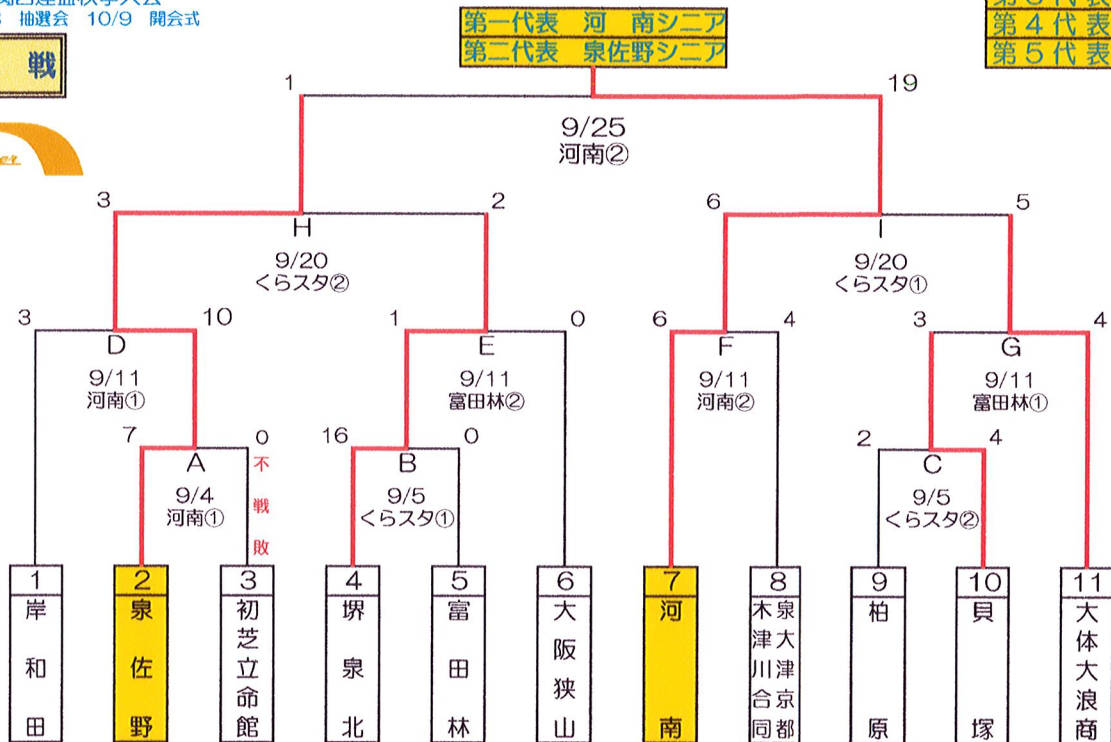 抽選会 10/9 開会式
戦
第一代表 河 南シニア
第二代表 泉佐野シニア
第4代表
第5代表
1
19
9/25
河南②
3
2
6
5
H
I
9/20
くらスタ②
9/20
くらスタ①
3
10
1
0
6
4
3
4
D
E
F
G
9/11
河南①
9/11
富田林②
9/11
河南②
9/11
富田林①
7
0
16
0
2
4
A
B
C
不戦敗
9/4
河南①
9/5
くらスタ①
9/5
くらスタ②
1
2
3
4
5
6
7
8
9
10
11
岸和田
泉佐野
初芝立命館
堺泉北
富田林
大阪狭山
河南
泉大津京都
木津川合同
柏原
貝塚
大体大浪商